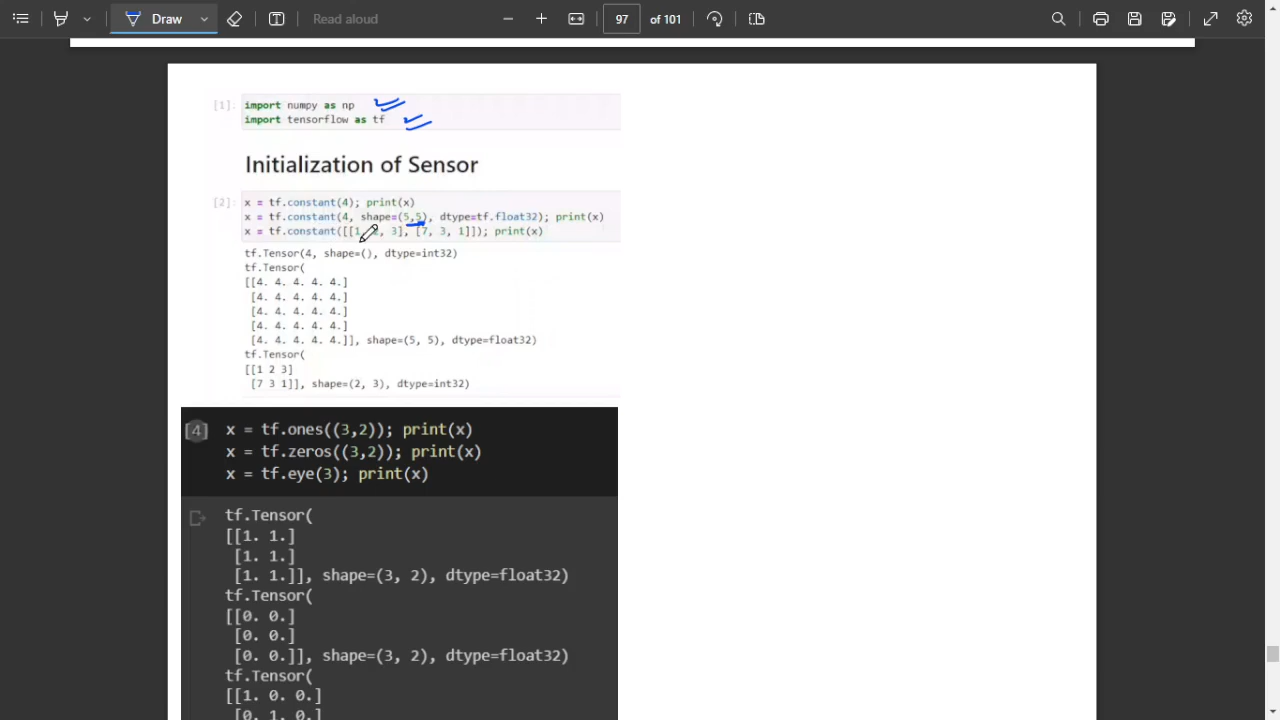 Draw
Read aloud
97 of 101
[1]: import numpy as np
import tensorflow as tf
Initialization of Sensor
[2]: x = tf.constant(4); print(x)
x = tf.constant(4, shape=(5,5), dtype=tf.float32); print(x)
x = tf.constant([[1, 2, 3], [7, 3, 1]]); print(x)
tf.Tensor(4, shape=(), dtype=int32)
tf.Tensor(
[[4. 4. 4. 4. 4.]
[4. 4. 4. 4. 4.]
[4. 4. 4. 4. 4.]
[4. 4. 4. 4. 4.]
[4. 4. 4. 4. 4.]], shape=(5, 5), dtype=float32)
tf.Tensor(
[[1 2 3]
[7 3 1]], shape=(2, 3), dtype=int32)
[4] x = tf.ones((3,2)); print(x)
x = tf.zeros((3,2)); print(x)
x = tf.eye(3); print(x)
tf.Tensor(
[[1. 1.]
[1. 1.]
[1. 1.]], shape=(3, 2), dtype=float32)
tf.Tensor(
[[0. 0.]
[0. 0.]
[0. 0.]], shape=(3, 2), dtype=float32)
tf.Tensor(
[[1. 0. 0.]
[0. 1. 0.]